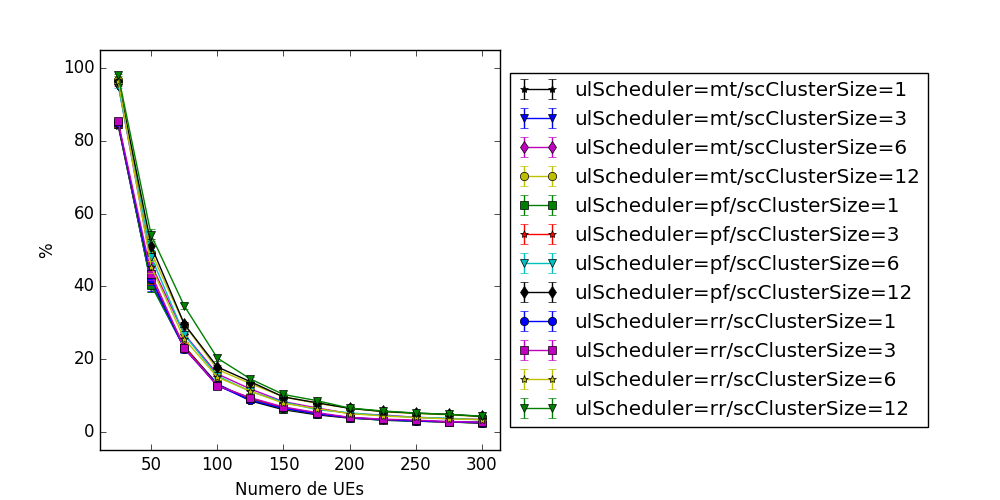 100
80
60
40
20
0
%
50 100 150 200 250 300
Numero de UEs
ulScheduler=mt/scClusterSize=1
ulScheduler=mt/scClusterSize=3
ulScheduler=mt/scClusterSize=6
ulScheduler=mt/scClusterSize=12
ulScheduler=pf/scClusterSize=1
ulScheduler=pf/scClusterSize=3
ulScheduler=pf/scClusterSize=6
ulScheduler=pf/scClusterSize=12
ulScheduler=rr/scClusterSize=1
ulScheduler=rr/scClusterSize=3
ulScheduler=rr/scClusterSize=6
ulScheduler=rr/scClusterSize=12